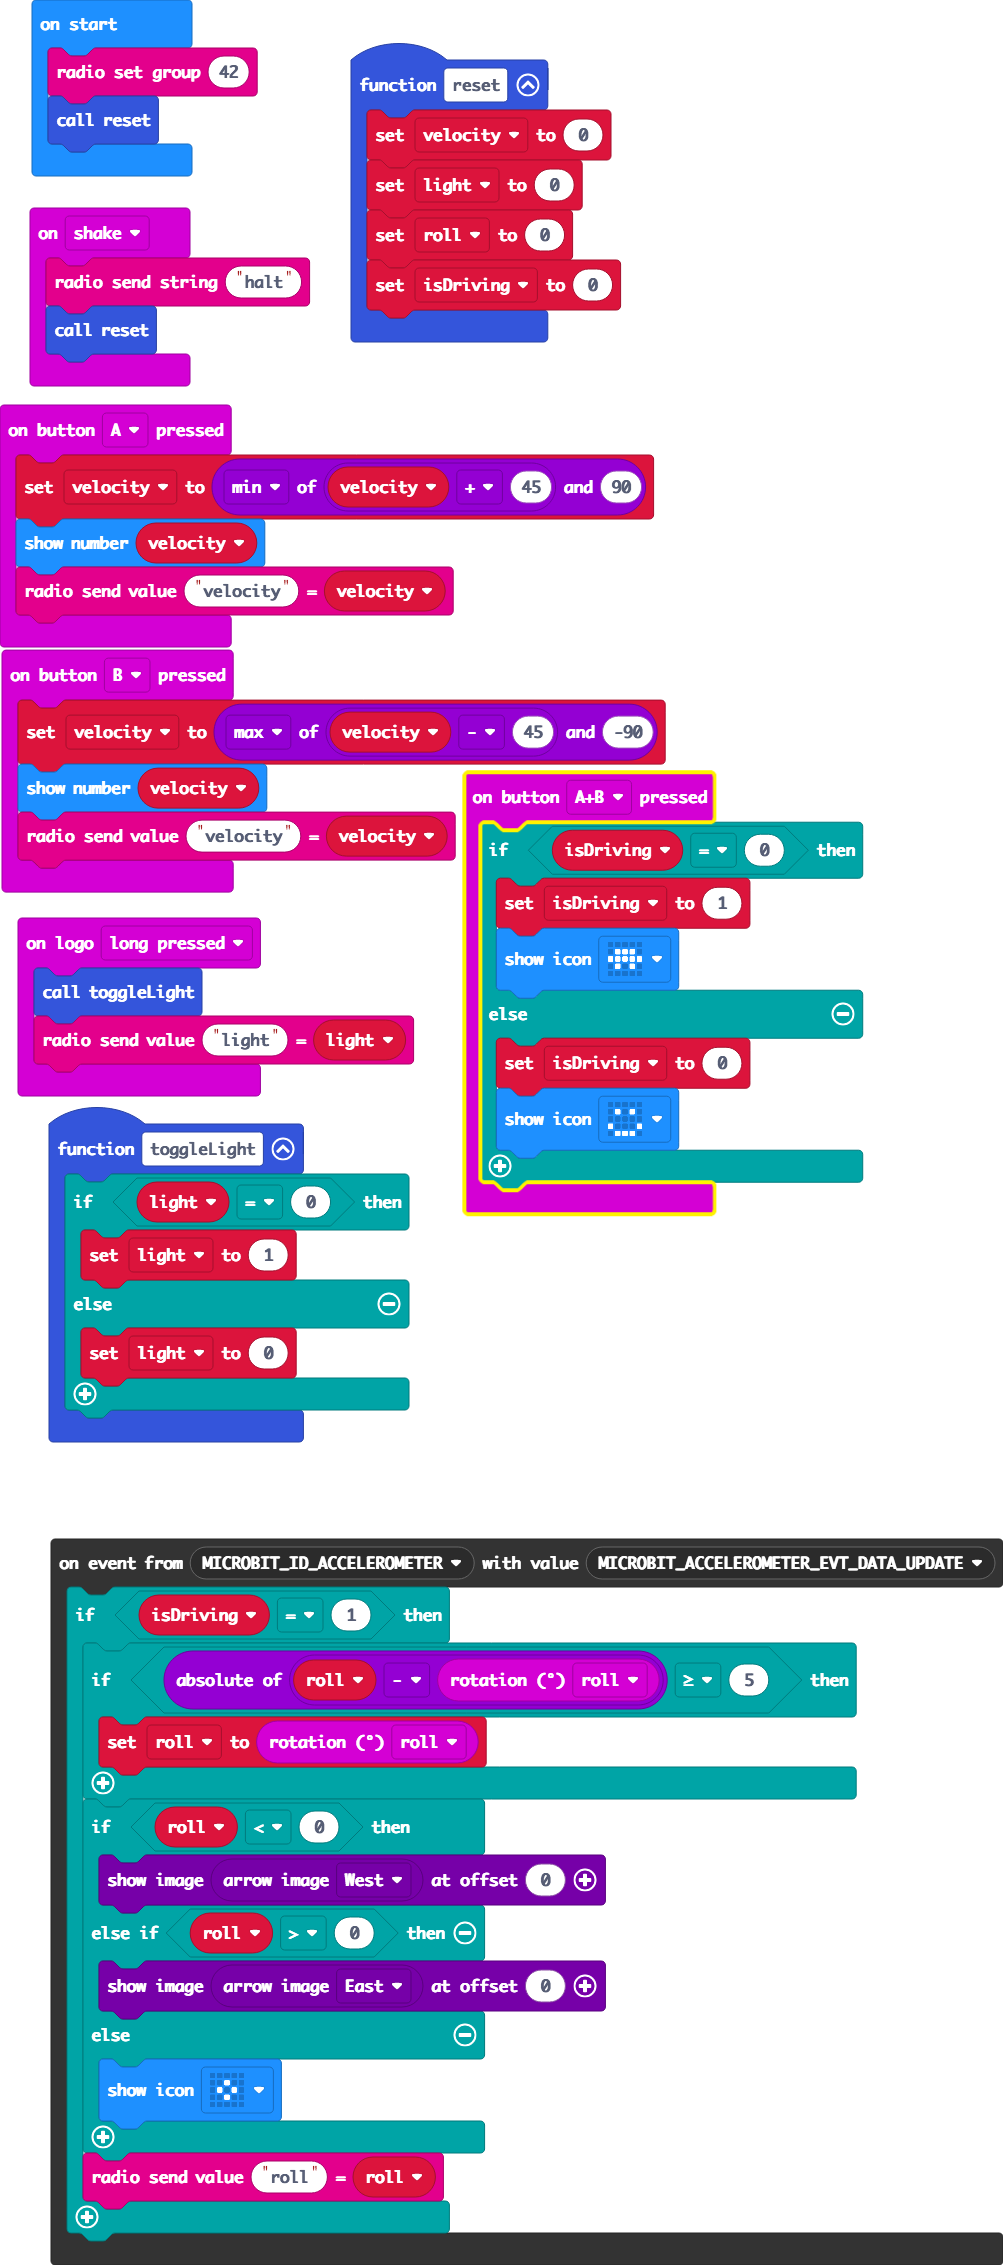 on start
radio set group 42
call reset
function reset
set velocity to 0
set light to 0
set roll to 0
set isDriving to 0
on shake
radio send string "halt"
call reset
on button A pressed
set velocity to min of velocity + 45 and 90
show number velocity
radio send value "velocity" = velocity
on button B pressed
set velocity to max of velocity - 45 and -90
show number velocity
radio send value "velocity" = velocity
on button A+B pressed
if isDriving = 0 then
set isDriving to 1
show icon
else
set isDriving to 0
show icon
on logo long pressed
call toggleLight
radio send value "light" = light
function toggleLight
if light = 0 then
set light to 1
else
set light to 0
on event from MICROBIT_ID_ACCELEROMETER with value MICROBIT_ACCELEROMETER_EVT_DATA_UPDATE
if isDriving = 1 then
if absolute of roll - rotation (°) roll ≥ 5 then
set roll to rotation (°) roll
if roll < 0 then
show image arrow image West at offset 0
else if roll > 0 then
show image arrow image East at offset 0
else
show icon
radio send value "roll" = roll